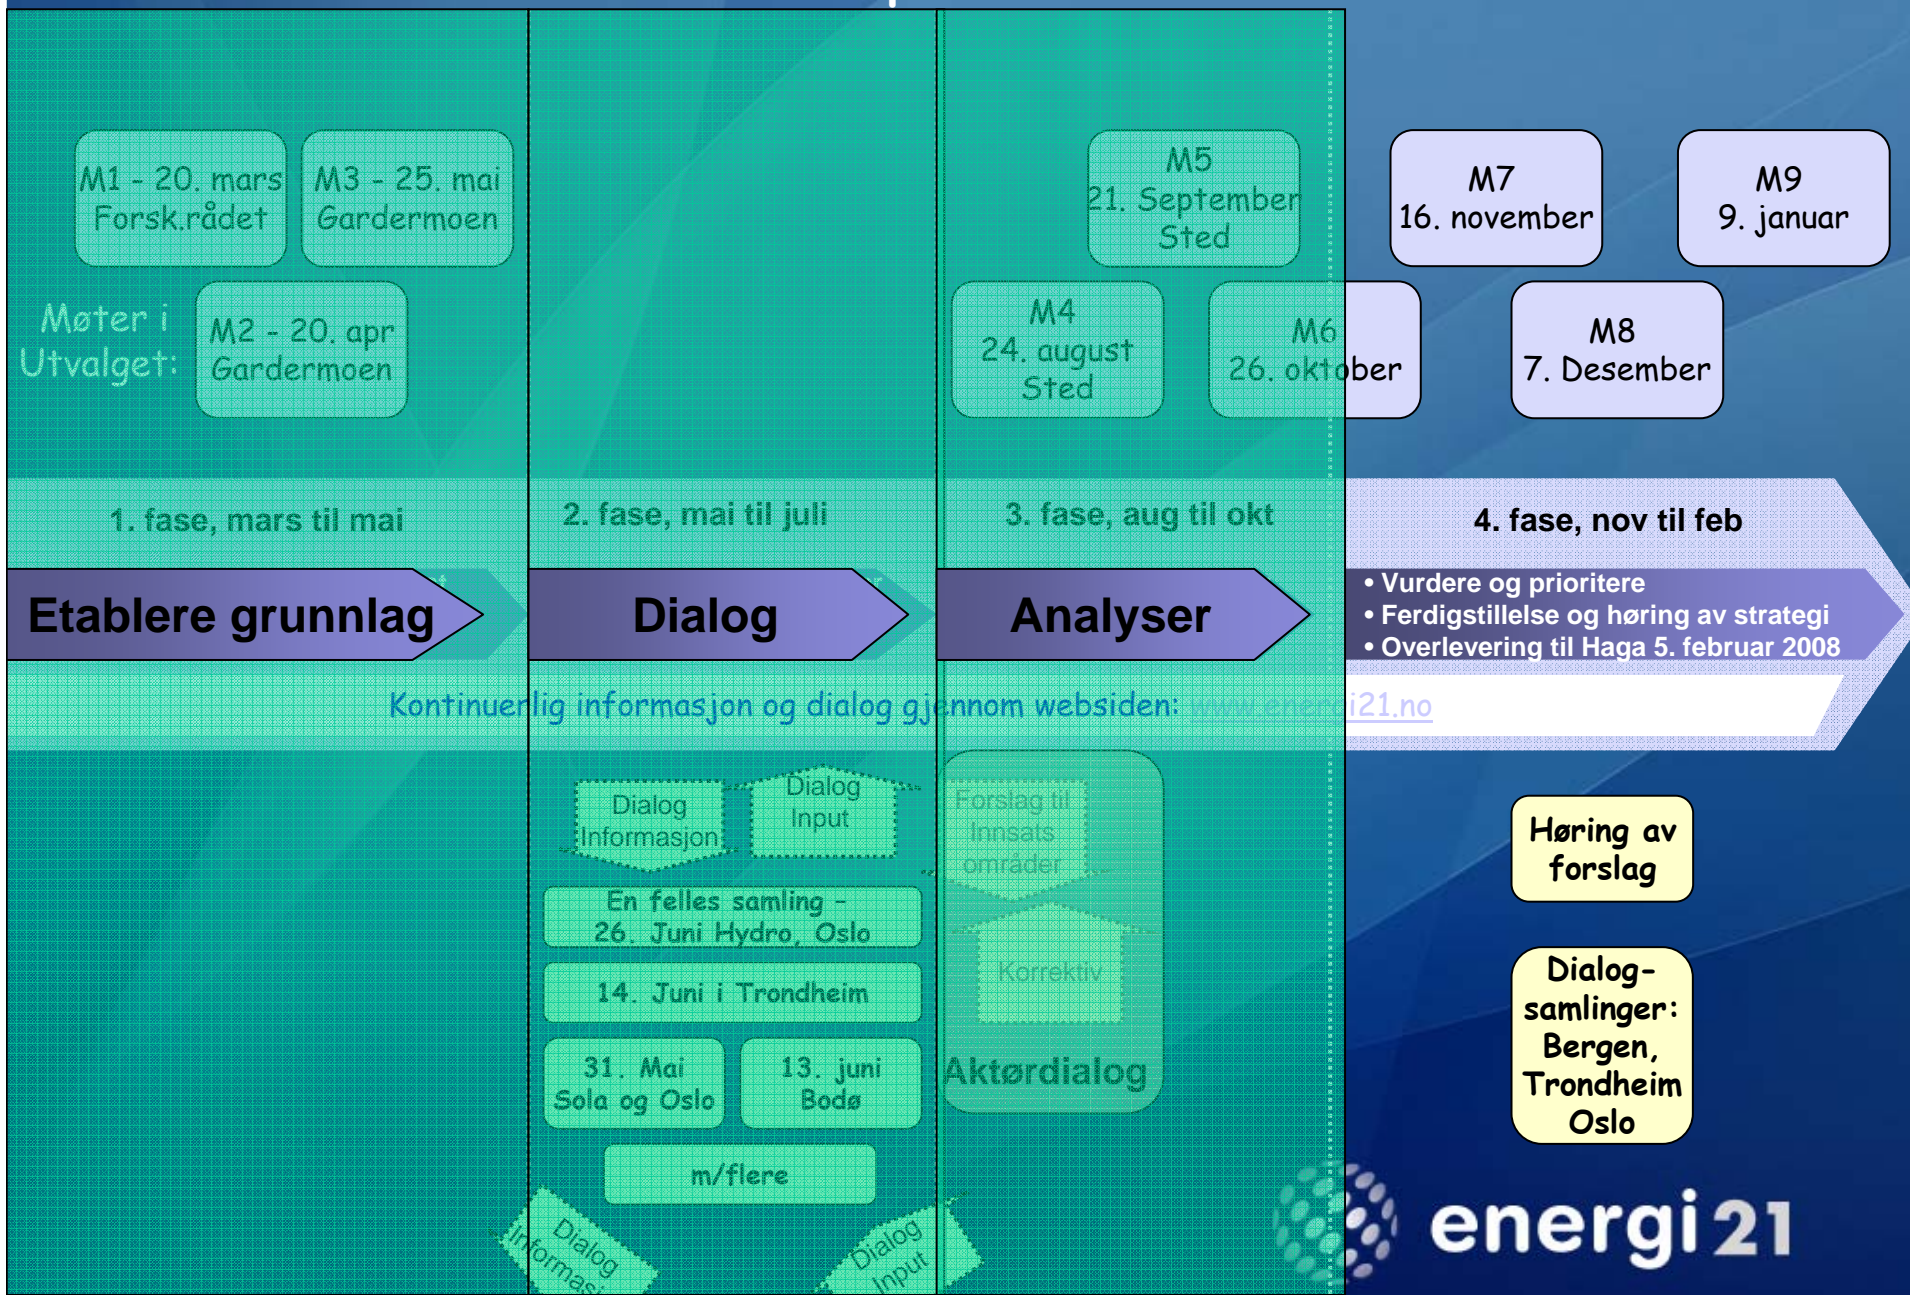 M1 - 20. mars
Forsk.rådet
M3 - 25. mai
Gardermoen
M5
21. September
Sted
M7
16. november
M9
9. januar
Møter i
Utvalget:
M2 - 20. apr
Gardermoen
M4
24. august
Sted
M6
26. oktober
M8
7. Desember
1. fase, mars til mai
2. fase, mai til juli
3. fase, aug til okt
4. fase, nov til feb
Etablere grunnlag
Dialog
Analyser
• Vurdere og prioritere
• Ferdigstillelse og høring av strategi
• Overlevering til Haga 5. februar 2008
Kontinuerlig informasjon og dialog gjennom websiden: www.energi21.no
Dialog
Informasjon
Dialog
Input
Forslag til
Innsats
områder
Høring av
forslag
En felles samling -
26. Juni Hydro, Oslo
14. Juni i Trondheim
Korrektiv
31. Mai
Sola og Oslo
13. juni
Bodø
Aktørdialog
Dialog-
samlinger:
Bergen,
Trondheim
Oslo
m/flere
Dialog
Dialog
Input
energi21